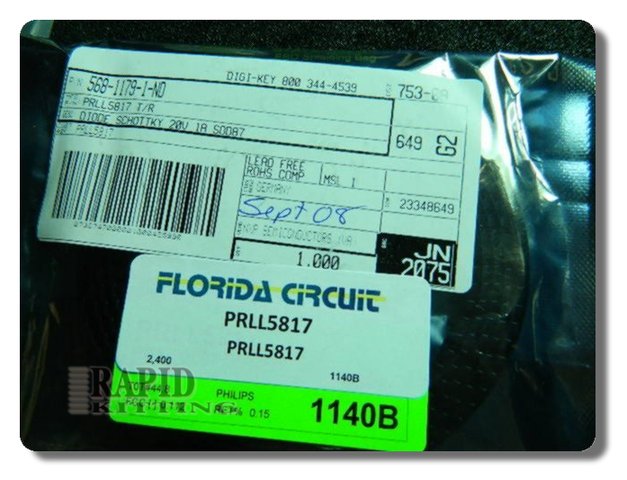 DIGI-KEY 800 344-4539
568-1179-1-ND
753-
PRLL5817 T/R
DIODE SCHOTTKY 20V 1A SOD87
PRLL5817
649
G2
LEAD FREE
ROHS COMP
MSL 1
GERMANY
23348649
Sept 08
NXP SEMICONDUCTORS (VA)
1.000
JN
2075
FLORIDA CIRCUIT
PRLL5817
PRLL5817
2,400
1140B
PHILIPS
0.15
1140B
RAPID